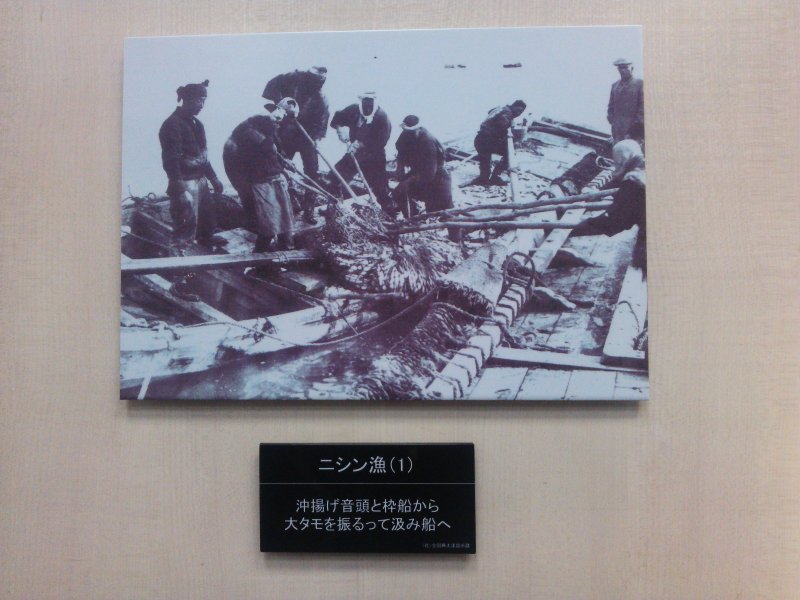 ニシン漁(1)
沖揚げ音頭と枠船から
大タモを振るって汲み船へ